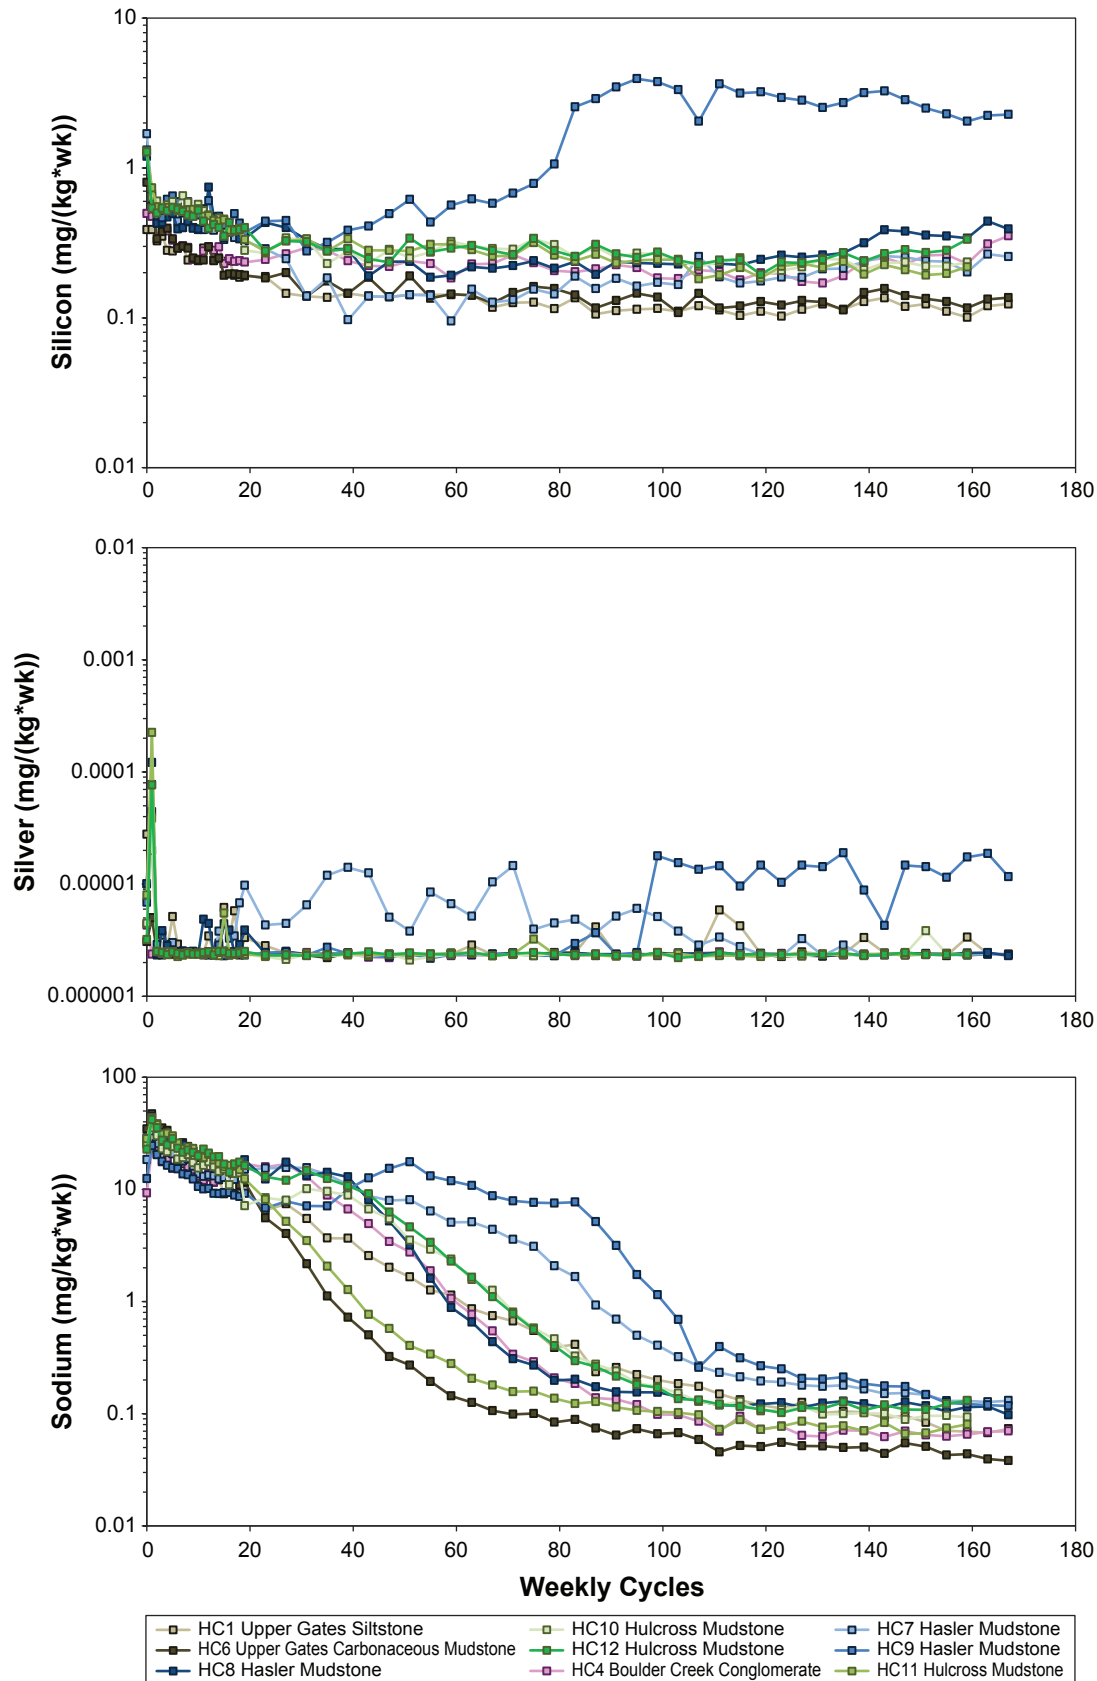 10
1
0.1
0.01
Silicon (mg/(kg*wk))
0 20 40 60 80 100 120 140 160 180
0.01
0.001
0.0001
0.00001
0.000001
Silver (mg/(kg*wk))
0 20 40 60 80 100 120 140 160 180
100
10
1
0.1
0.01
Sodium (mg/kg*wk))
0 20 40 60 80 100 120 140 160 180
Weekly Cycles
HC1 Upper Gates Siltstone HC10 Hulcross Mudstone HC7 Hasler Mudstone
HC6 Upper Gates Carbonaceous Mudstone HC12 Hulcross Mudstone HC9 Hasler Mudstone
HC8 Hasler Mudstone HC4 Boulder Creek Conglomerate HC11 Hulcross Mudstone